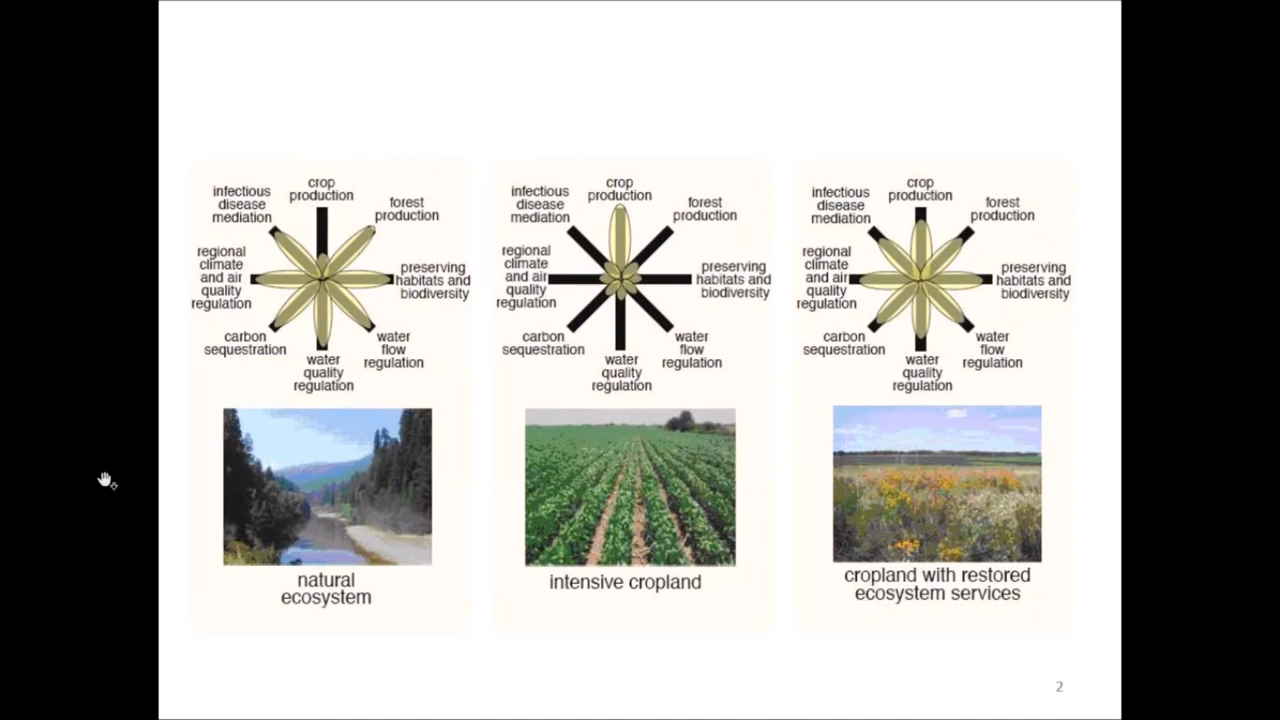 crop
production
infectious
disease
mediation
forest
production
regional
climate
and air
quality
regulation
preserving
habitats and
biodiversity
carbon
sequestration
water
flow
regulation
water
quality
regulation
natural
ecosystem
crop
production
infectious
disease
mediation
forest
production
regional
climate
and air
quality
regulation
preserving
habitats and
biodiversity
carbon
sequestration
water
flow
regulation
water
quality
regulation
intensive cropland
crop
production
infectious
disease
mediation
forest
production
regional
climate
and air
quality
regulation
preserving
habitats and
biodiversity
carbon
sequestration
water
flow
regulation
water
quality
regulation
cropland with restored
ecosystem services
2